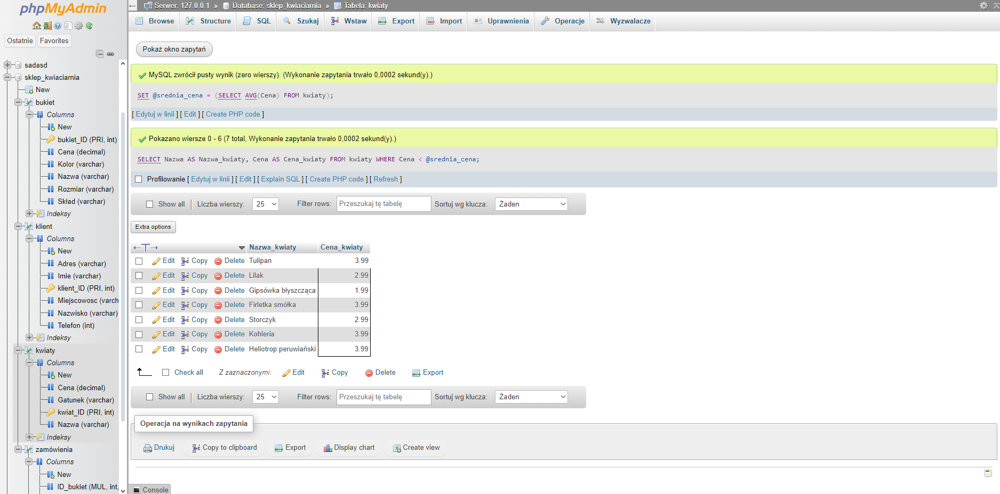 phpMyAdmin
Ostatnie Favorites
sadasd
sklep_kwiaciarnia
New
bukiet
Columns
New
bukiet_ID (PRI, int)
Cena (decimal)
Kolor (varchar)
Nazwa (varchar)
Rozmiar (varchar)
Skład (varchar)
Indeksy
klient
Columns
New
Adres (varchar)
Imie (varchar)
klient_ID (PRI, int)
Miejscowosc (varch
Nazwisko (varchar)
Telefon (int)
Indeksy
kwiaty
Columns
New
Cena (decimal)
Gatunek (varchar)
kwiat_ID (PRI, int)
Nazwa (varchar)
Indeksy
zamówienia
Columns
New
ID_bukiet (MUL, int,
Serwer: 127.0.0.1 » Database: sklep_kwiaciarnia » Tabela: kwiaty
Browse Structure SQL Szukaj Wstaw Export Import Uprawnienia Operacje Wyzwalacze
Pokaż okno zapytań
MySQL zwrócił pusty wynik (zero wierszy). (Wykonanie zapytania trwało 0,0002 sekund(y).)
SET @srednia_cena = (SELECT AVG(Cena) FROM kwiaty);
[ Edytuj w linii ] [ Edit ] [ Create PHP code ]
Pokazano wiersze 0 - 6 (7 total, Wykonanie zapytania trwało 0,0002 sekund(y).)
SELECT Nazwa AS Nazwa_kwiaty, Cena AS Cena_kwiaty FROM kwiaty WHERE Cena < @srednia_cena;
Profilowanie [ Edytuj w linii ] [ Edit ] [ Explain SQL ] [ Create PHP code ] [ Refresh ]
Show all | Liczba wierszy: 25 Filter rows: Przeszukaj tę tabelę Sortuj wg klucza: Żaden
Extra options
←T→ Nazwa_kwiaty Cena_kwiaty
Edit Copy Delete Tulipan 3.99
Edit Copy Delete Lilak 2.99
Edit Copy Delete Gipsówka błyszcząca 1.99
Edit Copy Delete Firletka smółka 3.99
Edit Copy Delete Storczyk 2.99
Edit Copy Delete Kohleria 3.99
Edit Copy Delete Heliotrop peruwiański 3.99
Check all Z zaznaczonymi: Edit Copy Delete Export
Show all | Liczba wierszy: 25 Filter rows: Przeszukaj tę tabelę Sortuj wg klucza: Żaden
Operacja na wynikach zapytania
Drukuj Copy to clipboard Export Display chart Create view
Console